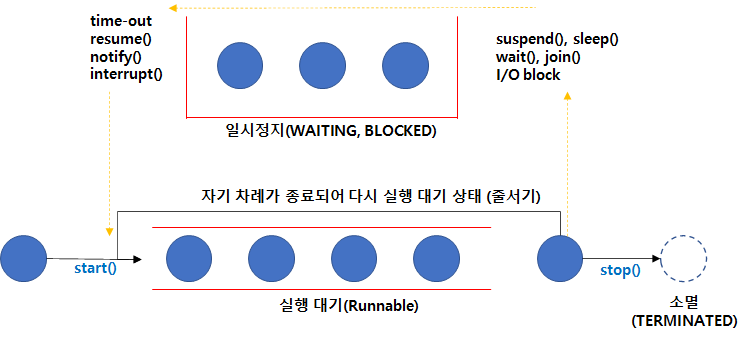 time-out
resume()
notify()
interrupt()
suspend(), sleep()
wait(), join()
I/O block
일시정지(WAITING, BLOCKED)
자기 차례가 종료되어 다시 실행 대기 상태 (줄서기)
start()
stop()
실행 대기(Runnable)
소멸
(TERMINATED)